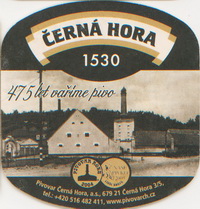 ČERNÁ HORA
1530
475 let vaříme pivo
PIVOVAR
Pivovar Černá Hora, a.s., 679 21 Černá Hora 3/5,
tel.: +420 516 482 411, www.pivovarch.cz